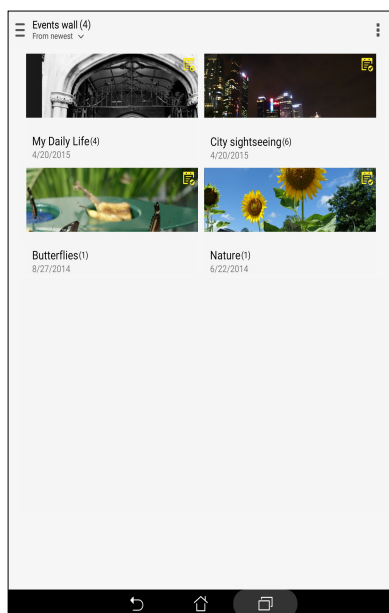 Events wall (4)
From newest
My Daily Life(4)
4/20/2015
City sightseeing(6)
4/20/2015
Butterflies(1)
8/27/2014
Nature(1)
6/22/2014